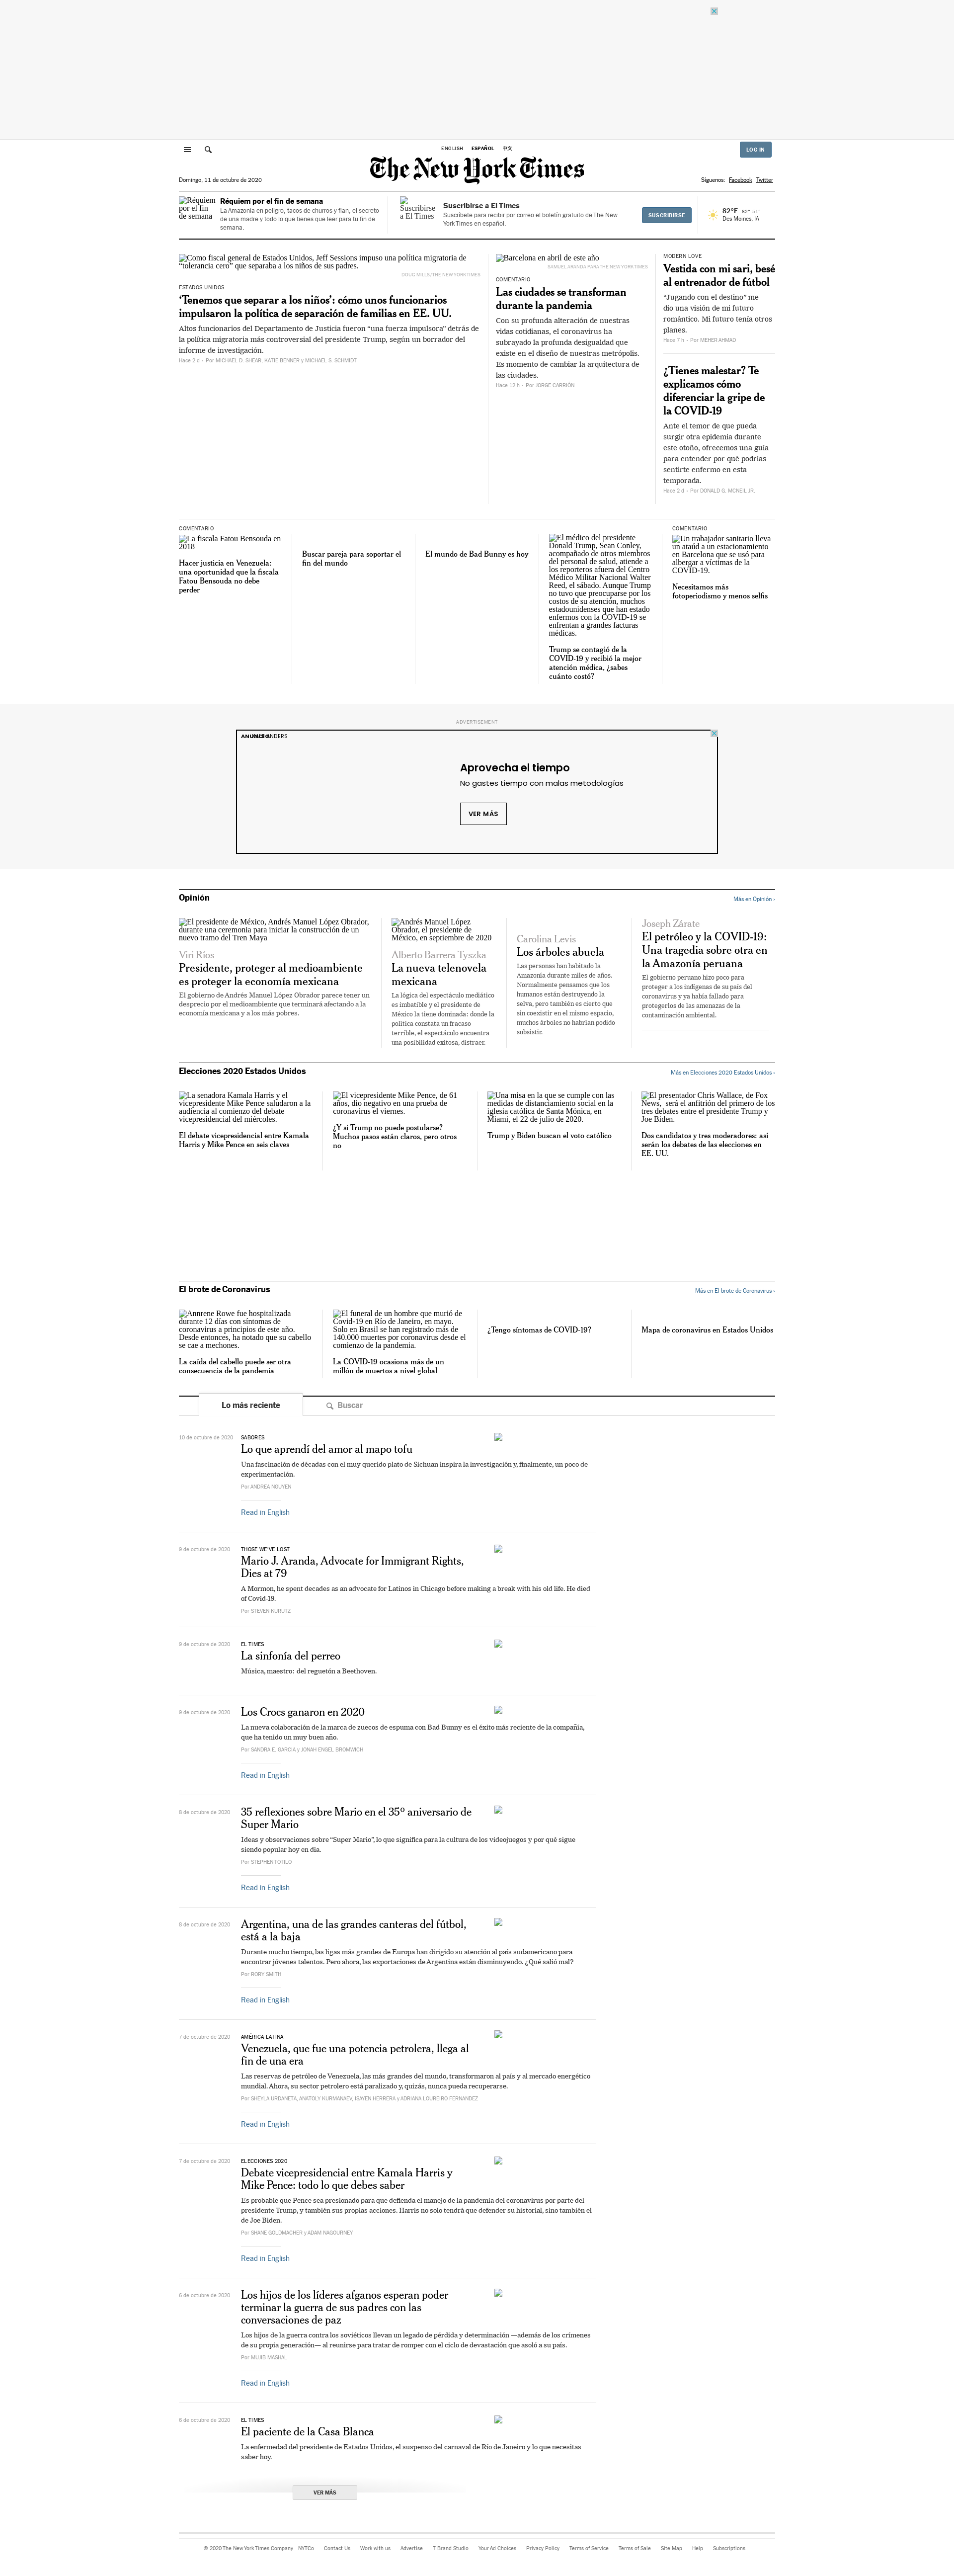 ENGLISH ESPAÑOL 中文
LOG IN
The New York Times
Domingo, 11 de octubre de 2020
Síguenos: Facebook Twitter
Réquiem por el fin de semana
Réquiem por el fin de semana
La Amazonía en peligro, tacos de churros y flan, el secreto
de una madre y todo lo que tienes que leer para tu fin de
semana.
Suscribirse a El Times
Suscribirse a El Times
Suscríbete para recibir por correo el boletín gratuito de The New
York Times en español.
SUSCRIBIRSE
82°F 82° 51°
Des Moines, IA
Como fiscal general de Estados Unidos, Jeff Sessions impuso una política migratoria de
"tolerancia cero" que separaba a los niños de sus padres.
DOUG MILLS/THE NEW YORK TIMES
ESTADOS UNIDOS
‘Tenemos que separar a los niños’: cómo unos funcionarios
impulsaron la política de separación de familias en EE. UU.
Altos funcionarios del Departamento de Justicia fueron “una fuerza impulsora” detrás de
la política migratoria más controversial del presidente Trump, según un borrador del
informe de investigación.
Hace 2 d - Por MICHAEL D. SHEAR, KATIE BENNER y MICHAEL S. SCHMIDT
Barcelona en abril de este año
SAMUEL ARANDA PARA THE NEW YORK TIMES
COMENTARIO
Las ciudades se transforman
durante la pandemia
Con su profunda alteración de nuestras
vidas cotidianas, el coronavirus ha
subrayado la profunda desigualdad que
existe en el diseño de nuestras metrópolis.
Es momento de cambiar la arquitectura de
las ciudades.
Hace 12 h - Por JORGE CARRIÓN
MODERN LOVE
Vestida con mi sari, besé
al entrenador de fútbol
“Jugando con el destino” me
dio una visión de mi futuro
romántico. Mi futuro tenía otros
planes.
Hace 7 h - Por MEHER AHMAD
¿Tienes malestar? Te
explicamos cómo
diferenciar la gripe de
la COVID-19
Ante el temor de que pueda
surgir otra epidemia durante
este otoño, ofrecemos una guía
para entender por qué podrías
sentirte enfermo en esta
temporada.
Hace 2 d - Por DONALD G. MCNEIL JR.
COMENTARIO
La fiscala Fatou Bensouda en
2018
Hacer justicia en Venezuela:
una oportunidad que la fiscala
Fatou Bensouda no debe
perder
Buscar pareja para soportar el
fin del mundo
El mundo de Bad Bunny es hoy
El médico del presidente
Donald Trump, Sean Conley,
acompañado de otros miembros
del personal de salud, atiende a
los reporteros afuera del Centro
Médico Militar Nacional Walter
Reed, el sábado. Aunque Trump
no tuvo que preocuparse por los
costos de su atención, muchos
estadounidenses que han estado
enfermos con la COVID-19 se
enfrentan a grandes facturas
médicas.
Trump se contagió de la
COVID-19 y recibió la mejor
atención médica, ¿sabes
cuánto costó?
COMENTARIO
Un trabajador sanitario lleva
un ataúd a un estacionamiento
en Barcelona que se usó para
albergar a víctimas de la
COVID-19.
Necesitamos más
fotoperiodismo y menos selfis
ADVERTISEMENT
ANUNCIO
Aprovecha el tiempo
No gastes tiempo con malas metodologías
VER MÁS
Opinión
Más en Opinión ›
El presidente de México, Andrés Manuel López Obrador,
durante una ceremonia para iniciar la construcción de un
nuevo tramo del Tren Maya
Viri Ríos
Presidente, proteger al medioambiente
es proteger la economía mexicana
El gobierno de Andrés Manuel López Obrador parece tener un
desprecio por el medioambiente que terminará afectando a la
economía mexicana y a los más pobres.
Andrés Manuel López
Obrador, el presidente de
México, en septiembre de 2020
Alberto Barrera Tyszka
La nueva telenovela
mexicana
La lógica del espectáculo mediático
es imbatible y el presidente de
México la tiene dominada: donde la
política constata un fracaso
terrible, el espectáculo encuentra
una posibilidad exitosa, distraer.
Carolina Levis
Los árboles abuela
Las personas han habitado la
Amazonía durante miles de años.
Normalmente pensamos que los
humanos están destruyendo la
selva, pero también es cierto que
sin coexistir en el mismo espacio,
muchos árboles no habrían podido
subsistir.
Joseph Zárate
El petróleo y la COVID-19:
Una tragedia sobre otra en
la Amazonía peruana
El gobierno peruano hizo poco para
proteger a los indígenas de su país del
coronavirus y ya había fallado para
protegerlos de las amenazas de la
contaminación ambiental.
Elecciones 2020 Estados Unidos
Más en Elecciones 2020 Estados Unidos ›
La senadora Kamala Harris y el
vicepresidente Mike Pence saludaron a la
audiencia al comienzo del debate
vicepresidencial del miércoles.
El debate vicepresidencial entre Kamala
Harris y Mike Pence en seis claves
El vicepresidente Mike Pence, de 61
años, dio negativo en una prueba de
coronavirus el viernes.
¿Y si Trump no puede postularse?
Muchos pasos están claros, pero otros
no
Una misa en la que se cumple con las
medidas de distanciamiento social en la
iglesia católica de Santa Mónica, en
Miami, el 22 de julio de 2020.
Trump y Biden buscan el voto católico
El presentador Chris Wallace, de Fox
News, será anfitrión del primero de los
tres debates entre el presidente Trump y
Joe Biden.
Dos candidatos y tres moderadores: así
serán los debates de las elecciones en
EE. UU.
El brote de Coronavirus
Más en El brote de Coronavirus ›
Annrene Rowe fue hospitalizada
durante 12 días con síntomas de
coronavirus a principios de este año.
Desde entonces, ha notado que su cabello
se cae a mechones.
La caída del cabello puede ser otra
consecuencia de la pandemia
El funeral de un hombre que murió de
Covid-19 en Río de Janeiro, en mayo.
Solo en Brasil se han registrado más de
140.000 muertes por coronavirus desde el
comienzo de la pandemia.
La COVID-19 ocasiona más de un
millón de muertos a nivel global
¿Tengo síntomas de COVID-19?
Mapa de coronavirus en Estados Unidos
Lo más reciente
Buscar
10 de octubre de 2020
SABORES
Lo que aprendí del amor al mapo tofu
Una fascinación de décadas con el muy querido plato de Sichuan inspira la investigación y, finalmente, un poco de
experimentación.
Por ANDREA NGUYEN
Read in English
9 de octubre de 2020
THOSE WE'VE LOST
Mario J. Aranda, Advocate for Immigrant Rights,
Dies at 79
A Mormon, he spent decades as an advocate for Latinos in Chicago before making a break with his old life. He died
of Covid-19.
Por STEVEN KURUTZ
9 de octubre de 2020
EL TIMES
La sinfonía del perreo
Música, maestro: del reguetón a Beethoven.
9 de octubre de 2020
Los Crocs ganaron en 2020
La nueva colaboración de la marca de zuecos de espuma con Bad Bunny es el éxito más reciente de la compañía,
que ha tenido un muy buen año.
Por SANDRA E. GARCIA y JONAH ENGEL BROMWICH
Read in English
8 de octubre de 2020
35 reflexiones sobre Mario en el 35º aniversario de
Super Mario
Ideas y observaciones sobre “Super Mario”, lo que significa para la cultura de los videojuegos y por qué sigue
siendo popular hoy en día.
Por STEPHEN TOTILO
Read in English
8 de octubre de 2020
Argentina, una de las grandes canteras del fútbol,
está a la baja
Durante mucho tiempo, las ligas más grandes de Europa han dirigido su atención al país sudamericano para
encontrar jóvenes talentos. Pero ahora, las exportaciones de Argentina están disminuyendo. ¿Qué salió mal?
Por RORY SMITH
Read in English
7 de octubre de 2020
AMÉRICA LATINA
Venezuela, que fue una potencia petrolera, llega al
fin de una era
Las reservas de petróleo de Venezuela, las más grandes del mundo, transformaron al país y al mercado energético
mundial. Ahora, su sector petrolero está paralizado y, quizás, nunca pueda recuperarse.
Por SHEYLA URDANETA, ANATOLY KURMANAEV, ISAYEN HERRERA y ADRIANA LOUREIRO FERNANDEZ
Read in English
7 de octubre de 2020
ELECCIONES 2020
Debate vicepresidencial entre Kamala Harris y
Mike Pence: todo lo que debes saber
Es probable que Pence sea presionado para que defienda el manejo de la pandemia del coronavirus por parte del
presidente Trump, y también sus propias acciones. Harris no solo tendrá que defender su historial, sino también el
de Joe Biden.
Por SHANE GOLDMACHER y ADAM NAGOURNEY
Read in English
6 de octubre de 2020
Los hijos de los líderes afganos esperan poder
terminar la guerra de sus padres con las
conversaciones de paz
Los hijos de la guerra contra los soviéticos llevan un legado de pérdida y determinación —además de los crímenes
de su propia generación— al reunirse para tratar de romper con el ciclo de devastación que asoló a su país.
Por MUJIB MASHAL
Read in English
6 de octubre de 2020
EL TIMES
El paciente de la Casa Blanca
La enfermedad del presidente de Estados Unidos, el suspenso del carnaval de Río de Janeiro y lo que necesitas
saber hoy.
VER MÁS
© 2020 The New York Times Company NYTCo Contact Us Work with us Advertise T Brand Studio Your Ad Choices Privacy Policy Terms of Service Terms of Sale Site Map Help Subscriptions